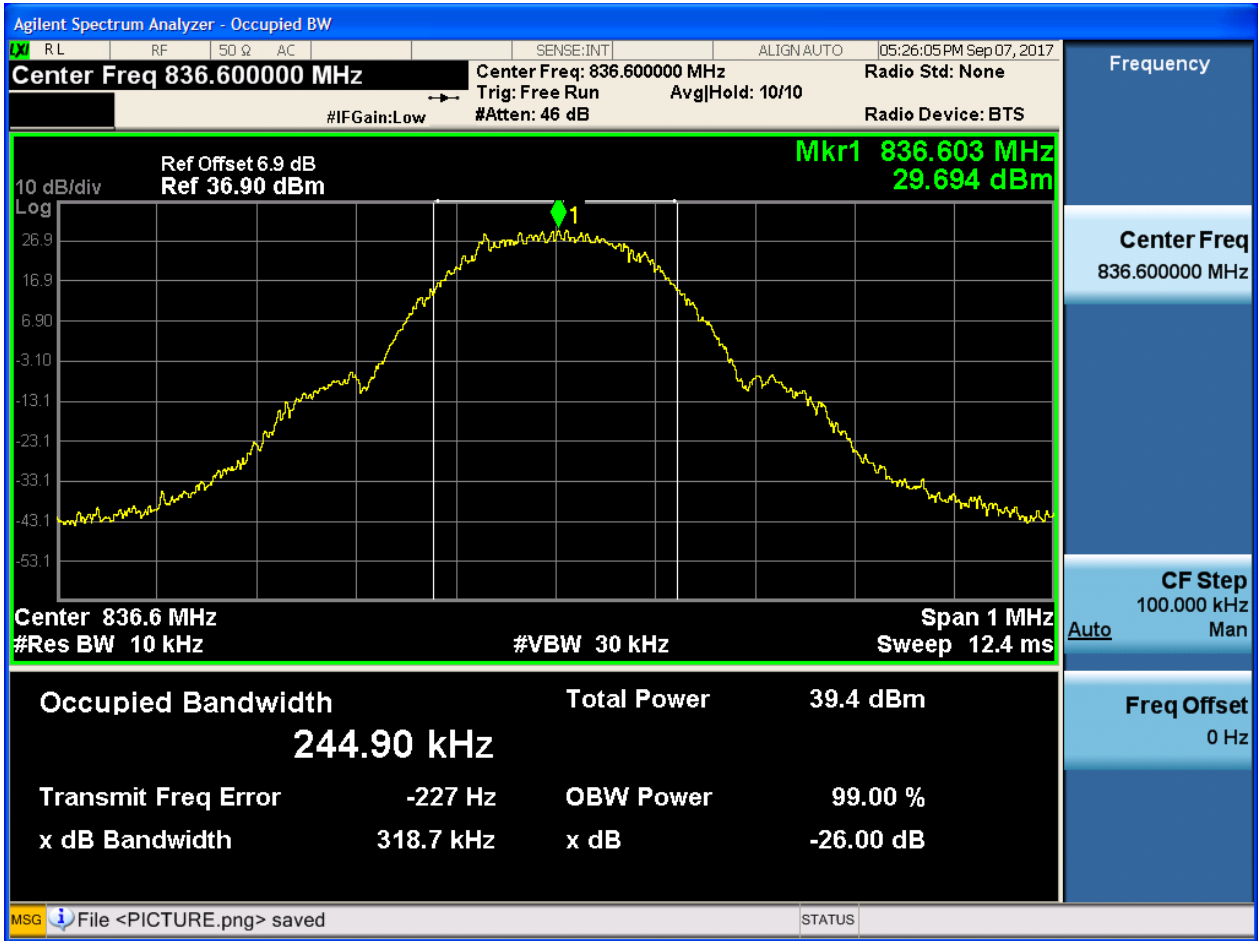 Agilent Spectrum Analyzer - Occupied BW
LXI RL RF 50 Ω AC SENSE:INT ALIGN AUTO 05:26:05 PM Sep 07, 2017
Center Freq 836.600000 MHz
Center Freq: 836.600000 MHz
Radio Std: None
Trig: Free Run Avg|Hold: 10/10
#IFGain:Low
#Atten: 46 dB
Radio Device: BTS
Frequency
Mkr1 836.603 MHz
29.694 dBm
Ref Offset 6.9 dB
10 dB/div Ref 36.90 dBm
Log
1
26.9
16.9
6.90
-3.10
-13.1
-23.1
-33.1
-43.1
-53.1
Center 836.6 MHz Span 1 MHz
#Res BW 10 kHz #VBW 30 kHz Sweep 12.4 ms
Center Freq
836.600000 MHz
CF Step
100.000 kHz
Auto Man
Freq Offset
0 Hz
Occupied Bandwidth Total Power 39.4 dBm
244.90 kHz
Transmit Freq Error -227 Hz OBW Power 99.00 %
x dB Bandwidth 318.7 kHz x dB -26.00 dB
MSG File <PICTURE.png> saved STATUS